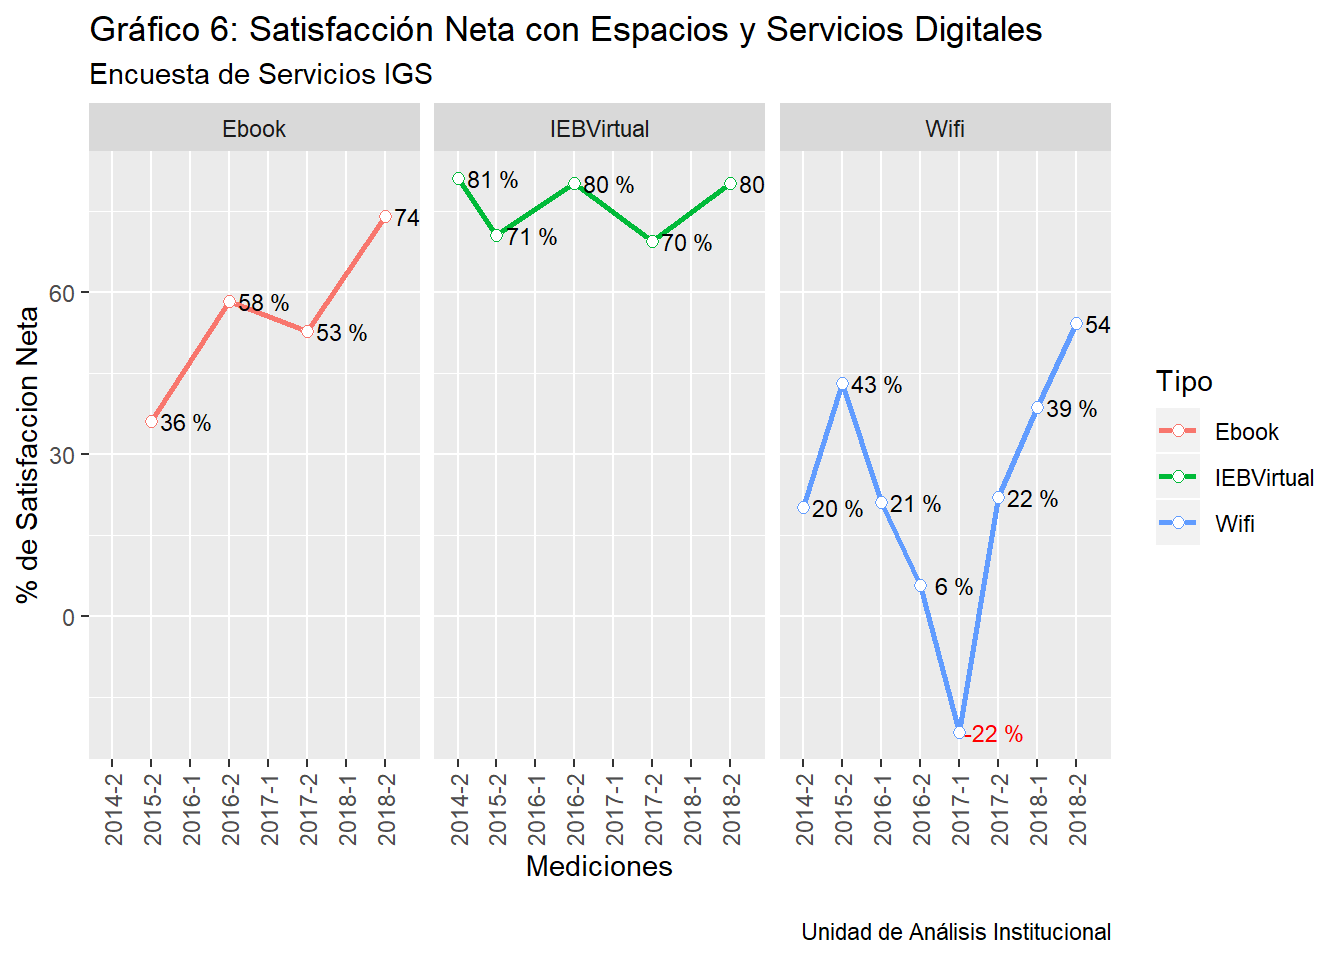 Gráfico 6: Satisfacción Neta con Espacios y Servicios Digitales
Encuesta de Servicios IGS
Ebook
IEBVirtual
Wifi
% de Satisfaccion Neta
60
30
0
36 %
58 %
53 %
74
81 %
71 %
80 %
70 %
80
20 %
43 %
21 %
6 %
-22 %
22 %
39 %
54
2014-2 2015-2 2016-1 2016-2 2017-1 2017-2 2018-1 2018-2
2014-2 2015-2 2016-1 2016-2 2017-1 2017-2 2018-1 2018-2
2014-2 2015-2 2016-1 2016-2 2017-1 2017-2 2018-1 2018-2
Mediciones
Tipo
Ebook
IEBVirtual
Wifi
Unidad de Análisis Institucional